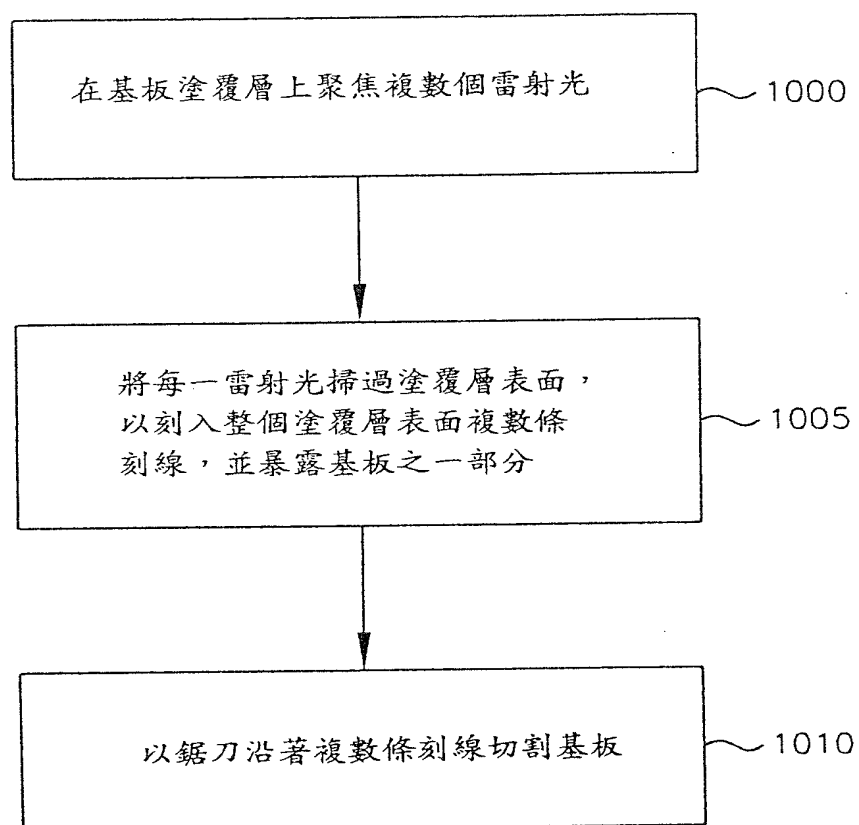 在基板塗覆層上聚焦複數個雷射光
1000
將每一雷射光掃過塗覆層表面，
以刻入整個塗覆層表面複數條
刻線，並暴露基板之一部分
1005
以鋸刀沿著複數條刻線切割基板
1010